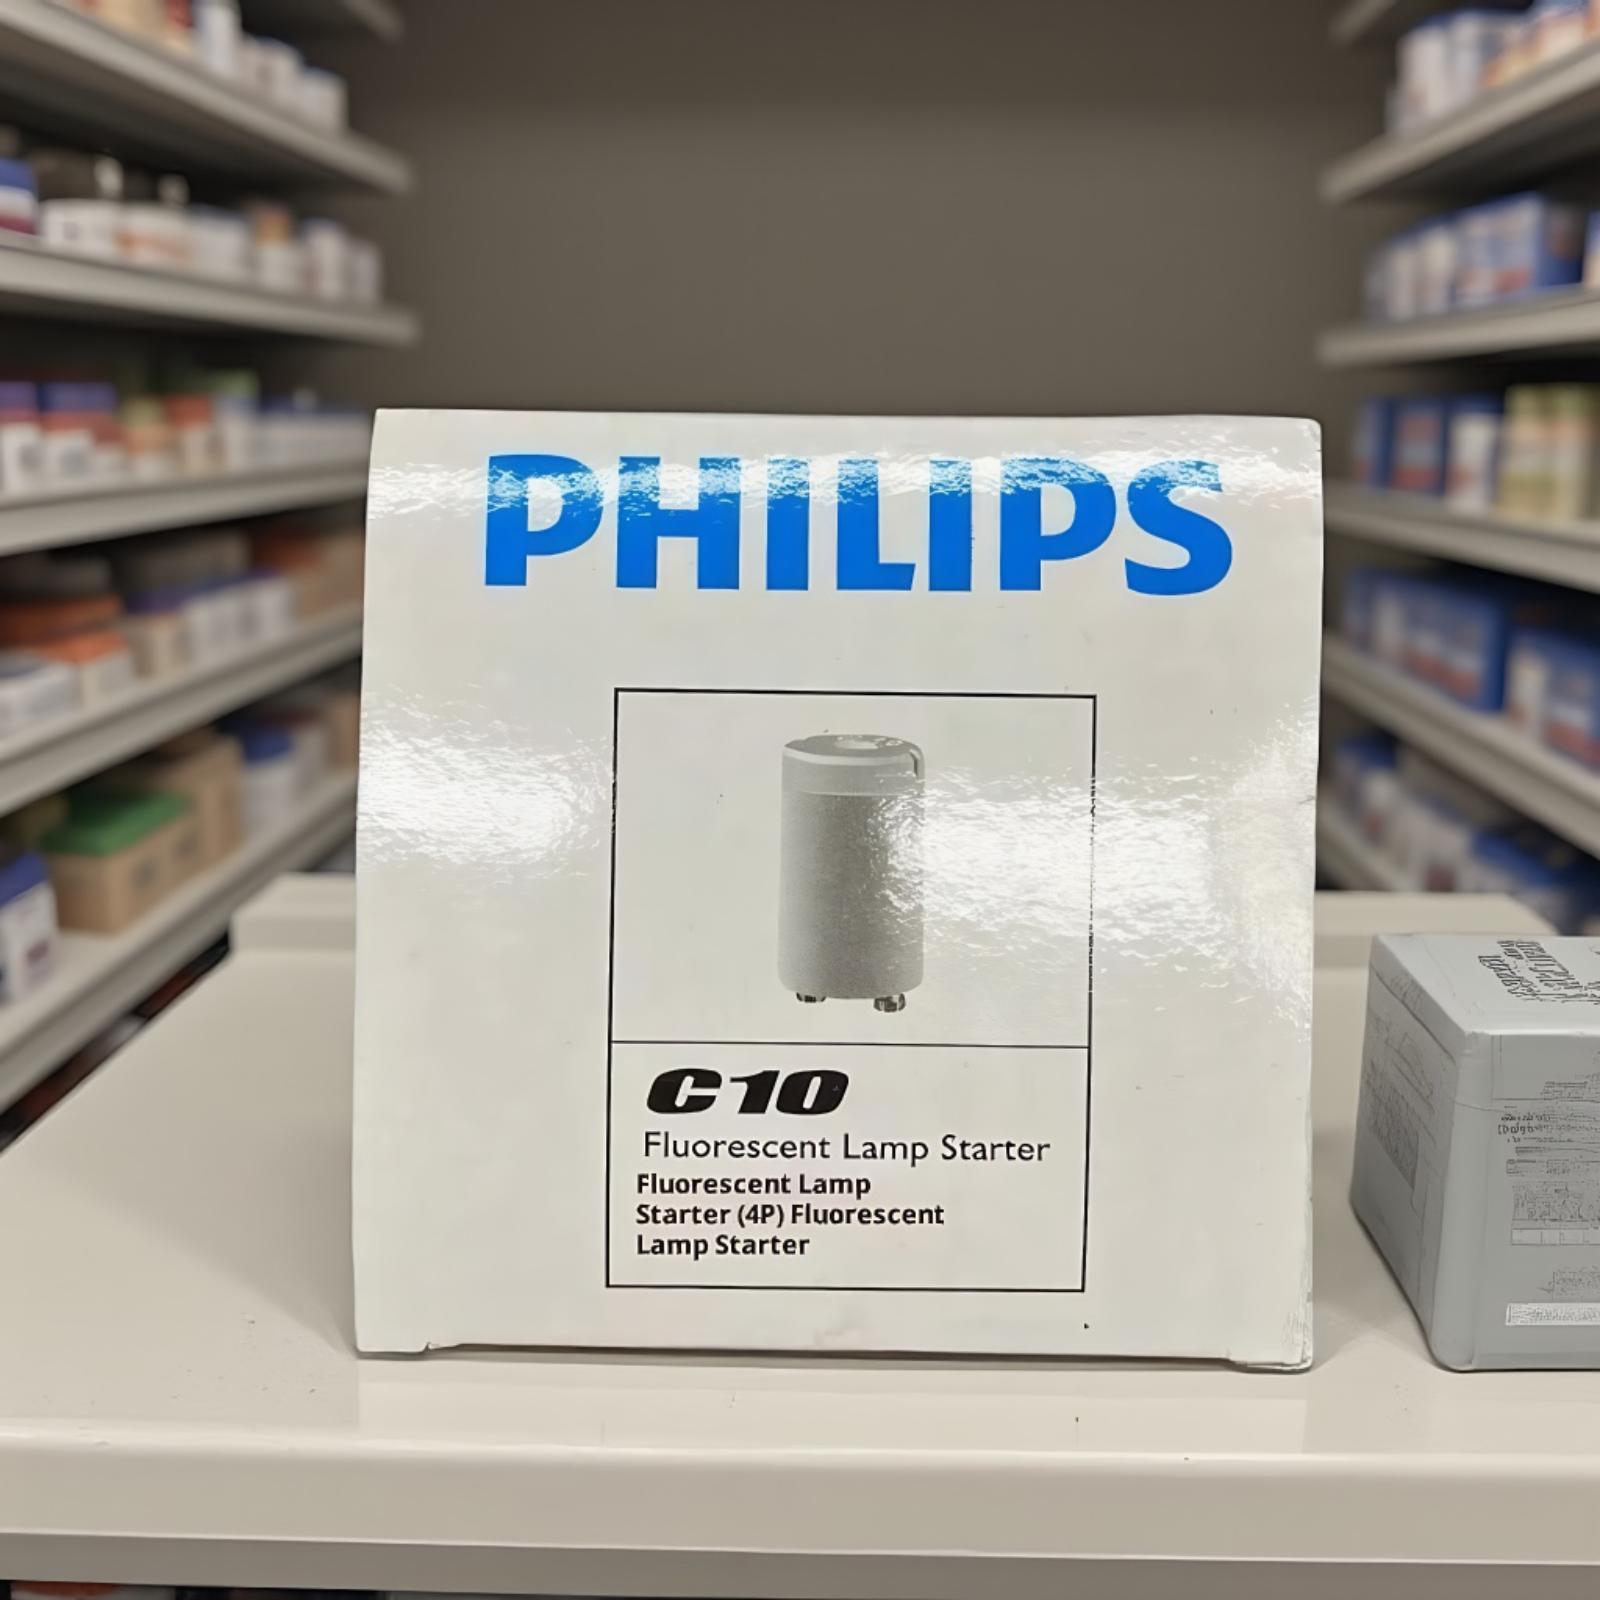 PHILIPS
C10
Fluorescent Lamp Starter
Fluorescent Lamp
Starter (4P) Fluorescent
Lamp Starter